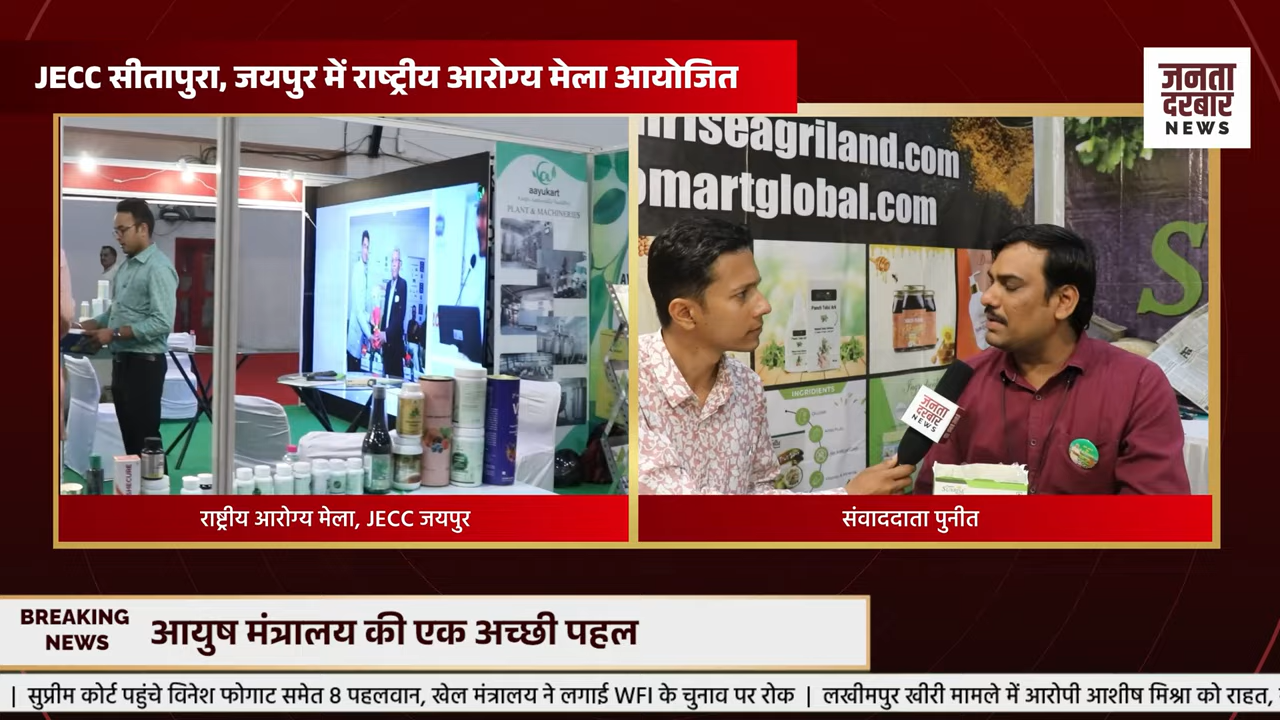 JECC सीतापुरा, जयपुर में राष्ट्रीय आरोग्य मेला आयोजित
जनता
दरबार
NEWS
aayukart
PLANT & MACHINERIES
riseagriland.com
omartglobal.com
INGRIDIENTS
जनता
दरबार
NEWS
राष्ट्रीय आरोग्य मेला, JECC जयपुर
संवाददाता पुनीत
BREAKING
NEWS
आयुष मंत्रालय की एक अच्छी पहल
| सुप्रीम कोर्ट पहुंचे विनेश फोगाट समेत 8 पहलवान, खेल मंत्रालय ने लगाई WFI के चुनाव पर रोक | लखीमपुर खीरी मामले में आरोपी आशीष मिश्रा को राहत,